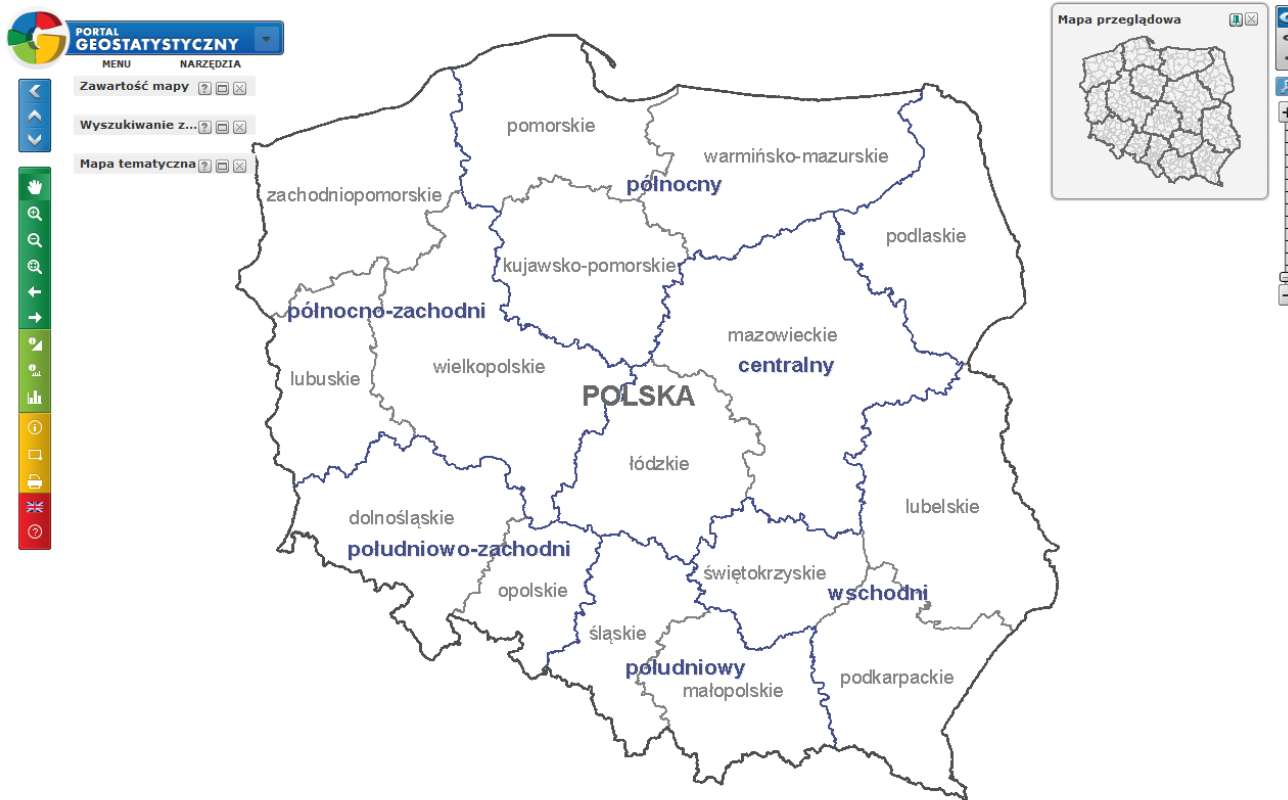 PORTAL
GEOSTATYSTYCZNY
MENU NARZĘDZIA
Zawartość mapy
Wyszukiwanie z...
Mapa tematyczna
Mapa przeglądowa
pomorskie
warmińsko-mazurskie
północny
zachodniopomorskie
podlaskie
kujawsko-pomorskie
północno-zachodni
mazowieckie
wielkopolskie
centralny
lubuskie
POLSKA
łódzkie
lubelskie
dolnośląskie
południowo-zachodni
świętokrzyskie
opolskie
wschodni
śląskie
południowy
małopolskie
podkarpackie